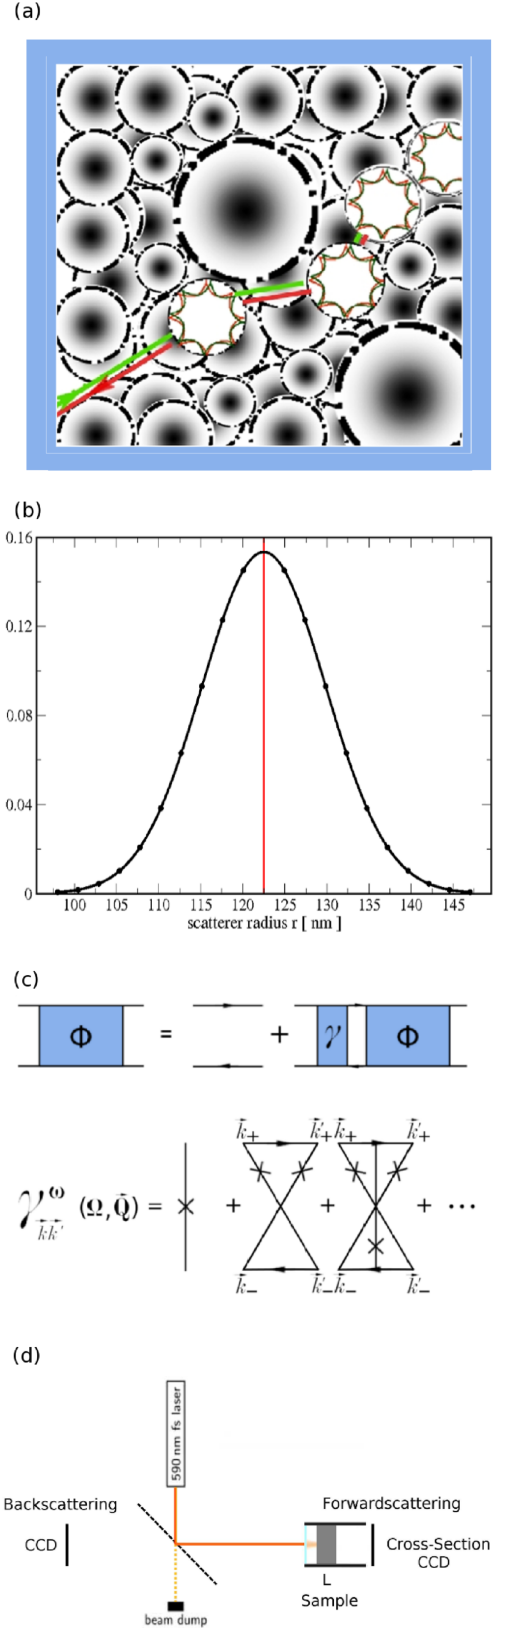 (a)
(b)
0.16
0.12
0.08
0.04
0
100 105 110 115 120 125 130 135 140 145
scatterer radius r [ nm ]
(c)
Φ = + γ Φ
k⃗₊ k⃗′₊ k⃗₊ k⃗′₊
γ^ω_{k⃗k⃗′} (Ω,Q⃗) = + + + ...
k⃗₋ k⃗′₋ k⃗₋ k⃗′₋
(d)
590 nm fs laser
Backscattering
Forwardscattering
CCD
Cross-Section
CCD
L
Sample
beam dump